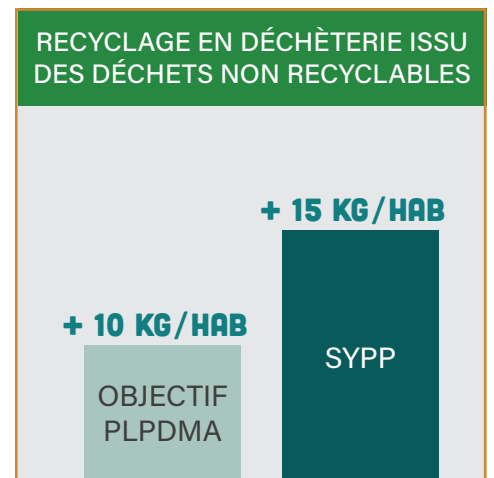 RECYCLAGE EN DÉCHÈTERIE ISSU
DES DÉCHETS NON RECYCLABLES
+ 15 KG/HAB
+ 10 KG/HAB
SYPP
OBJECTIF
PLPDMA